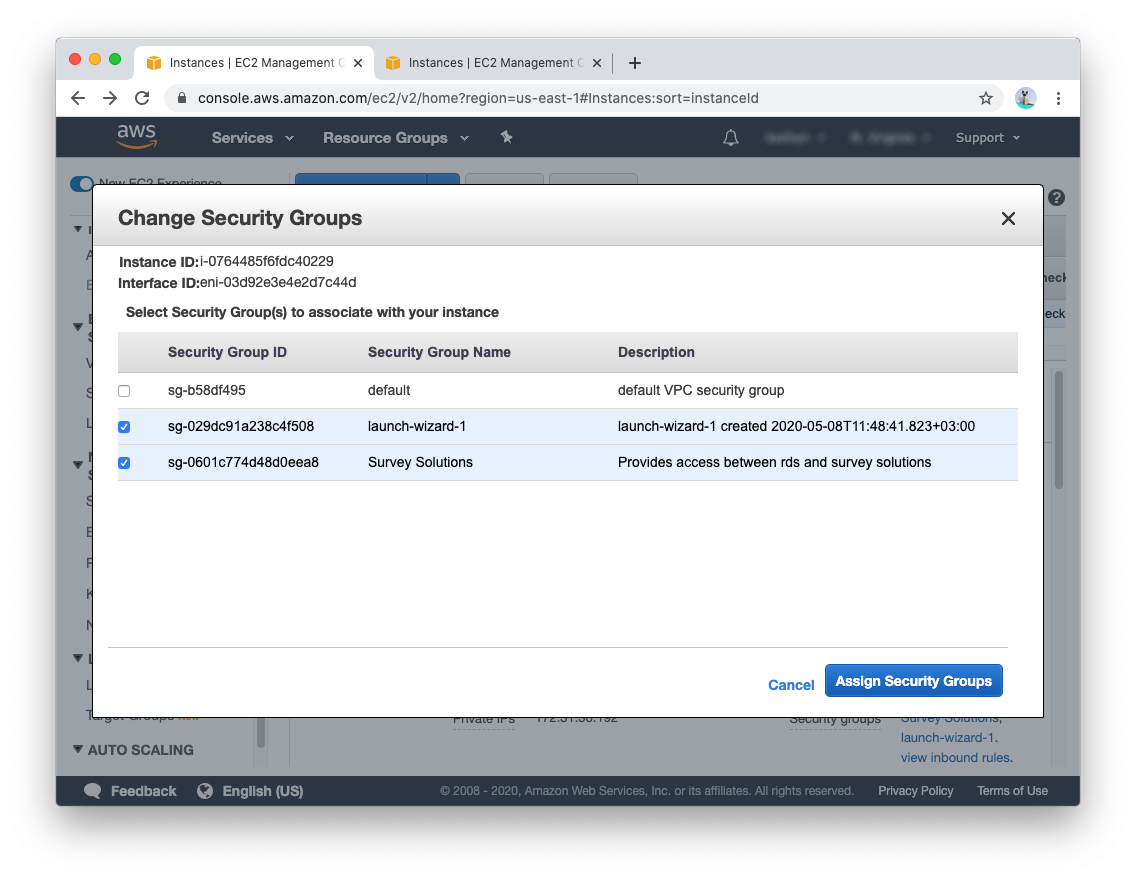 Instances | EC2 Management C
Instances | EC2 Management C
console.aws.amazon.com/ec2/v2/home?region=us-east-1#Instances:sort=instanceId
aws
Services
Resource Groups
Support
New EC2 Experience
Change Security Groups
Instance ID:i-0764485f6fdc40229
Interface ID:eni-03d92e3e4e2d7c44d
Select Security Group(s) to associate with your instance
Security Group ID Security Group Name Description
sg-b58df495 default default VPC security group
sg-029dc91a238c4f508 launch-wizard-1 launch-wizard-1 created 2020-05-08T11:48:41.823+03:00
sg-0601c774d48d0eea8 Survey Solutions Provides access between rds and survey solutions
Cancel
Assign Security Groups
Target Groups
Private IPs 172.31.36.192 Security groups Survey Solutions,
launch-wizard-1.
view inbound rules.
AUTO SCALING
Feedback English (US) © 2008 - 2020, Amazon Web Services, Inc. or its affiliates. All rights reserved. Privacy Policy Terms of Use